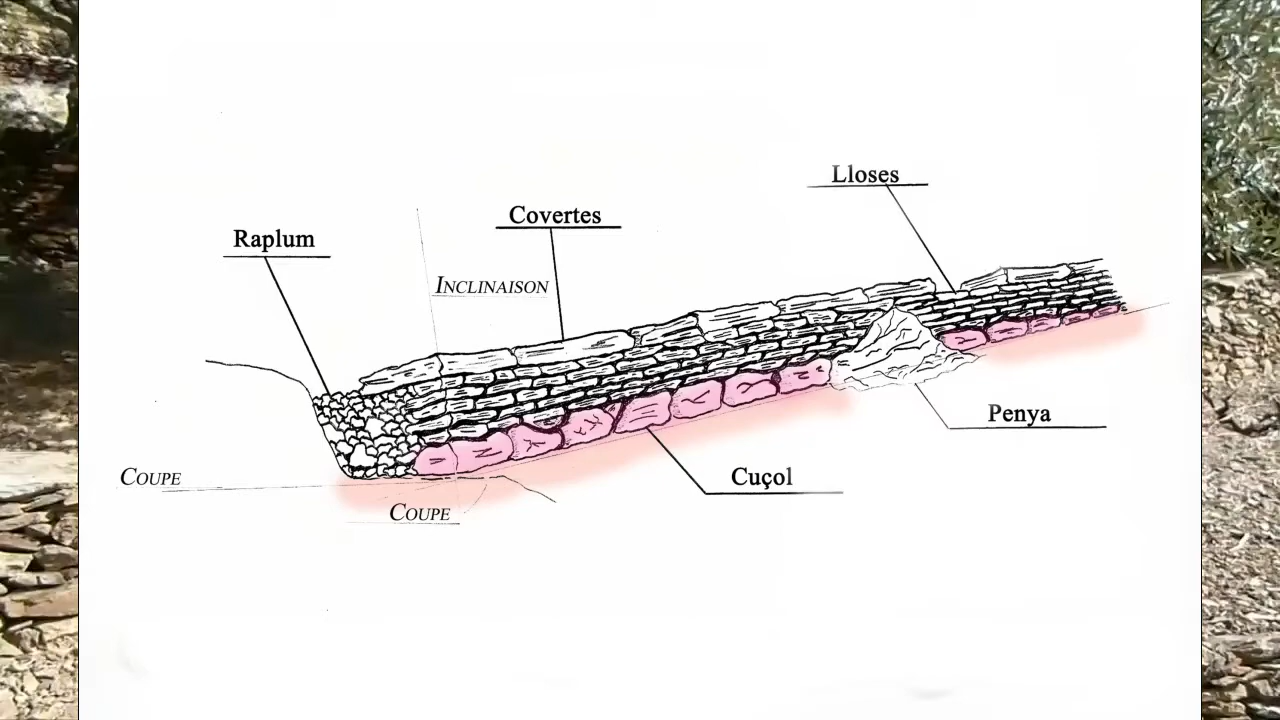 Lloses
Covertes
Raplum
INCLINAISON
Penya
COUPE
Cuçol
COUPE